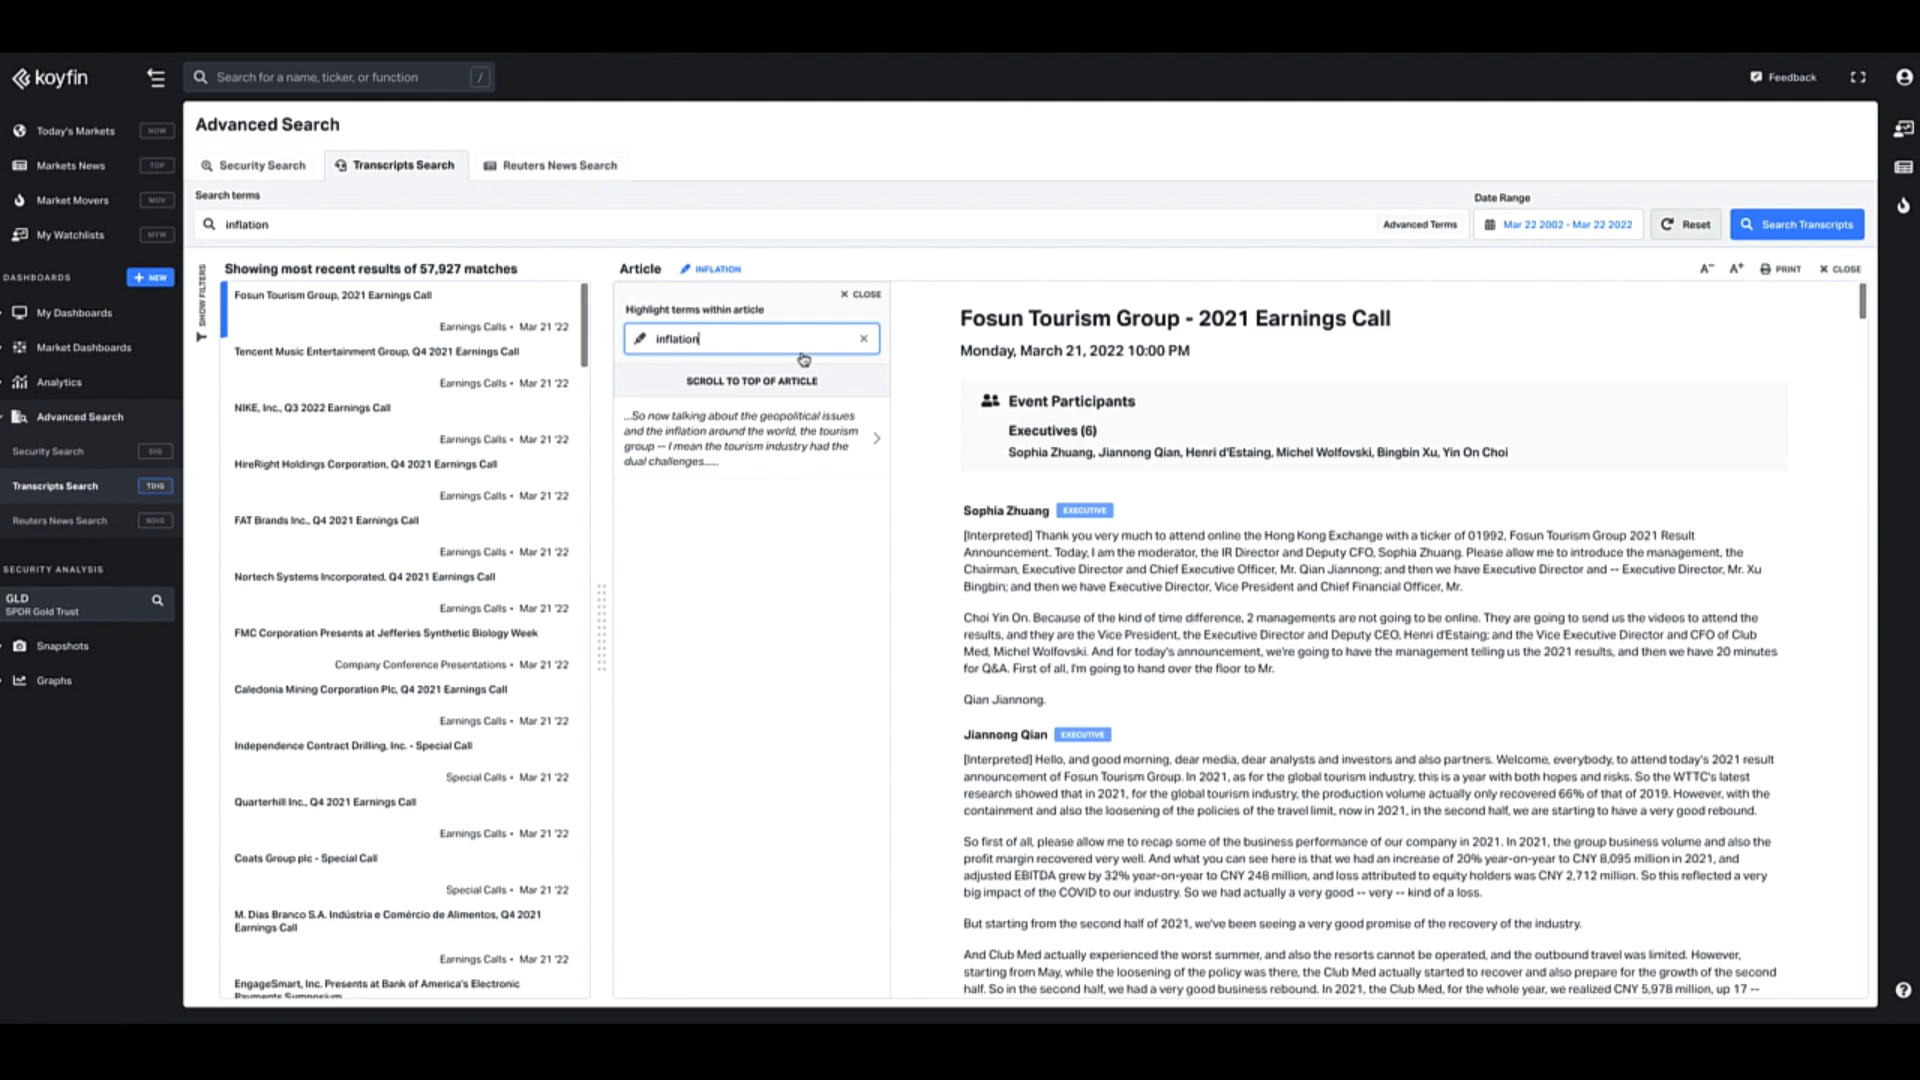 koyfin
Search for a name, ticker, or function
/
Feedback
Today's Markets NOW
Markets News TOP
Market Movers MOV
My Watchlists MYW
DASHBOARDS + NEW
My Dashboards
Market Dashboards
Analytics
Advanced Search
Security Search DIG
Transcripts Search TDIG
Reuters News Search NDIG
SECURITY ANALYSIS
GLD
SPDR Gold Trust
Snapshots
Graphs
Advanced Search
Security Search
Transcripts Search
Reuters News Search
Search terms
inflation
Advanced Terms
Date Range
Mar 22 2002 - Mar 22 2022
Reset
Search Transcripts
SHOW FILTERS
Showing most recent results of 57,927 matches
Fosun Tourism Group, 2021 Earnings Call
Earnings Calls • Mar 21 '22
Tencent Music Entertainment Group, Q4 2021 Earnings Call
Earnings Calls • Mar 21 '22
NIKE, Inc., Q3 2022 Earnings Call
Earnings Calls • Mar 21 '22
HireRight Holdings Corporation, Q4 2021 Earnings Call
Earnings Calls • Mar 21 '22
FAT Brands Inc., Q4 2021 Earnings Call
Earnings Calls • Mar 21 '22
Nortech Systems Incorporated, Q4 2021 Earnings Call
Earnings Calls • Mar 21 '22
FMC Corporation Presents at Jefferies Synthetic Biology Week
Company Conference Presentations • Mar 21 '22
Caledonia Mining Corporation Plc, Q4 2021 Earnings Call
Earnings Calls • Mar 21 '22
Independence Contract Drilling, Inc. - Special Call
Special Calls • Mar 21 '22
Quarterhill Inc., Q4 2021 Earnings Call
Earnings Calls • Mar 21 '22
Coats Group plc - Special Call
Special Calls • Mar 21 '22
M. Dias Branco S.A. Indústria e Comércio de Alimentos, Q4 2021
Earnings Call
Earnings Calls • Mar 21 '22
EngageSmart, Inc. Presents at Bank of America's Electronic
Payments Symposium
Article INFLATION
A- A+ PRINT × CLOSE
× CLOSE
Highlight terms within article
inflation
SCROLL TO TOP OF ARTICLE
...So now talking about the geopolitical issues
and the inflation around the world, the tourism
group -- I mean the tourism industry had the
dual challenges.....
Fosun Tourism Group - 2021 Earnings Call
Monday, March 21, 2022 10:00 PM
Event Participants
Executives (6)
Sophia Zhuang, Jiannong Qian, Henri d'Estaing, Michel Wolfovski, Bingbin Xu, Yin On Choi
Sophia Zhuang EXECUTIVE
[Interpreted] Thank you very much to attend online the Hong Kong Exchange with a ticker of 01992, Fosun Tourism Group 2021 Result
Announcement. Today, I am the moderator, the IR Director and Deputy CFO, Sophia Zhuang. Please allow me to introduce the management, the
Chairman, Executive Director and Chief Executive Officer, Mr. Qian Jiannong; and then we have Executive Director and -- Executive Director, Mr. Xu
Bingbin; and then we have Executive Director, Vice President and Chief Financial Officer, Mr.
Choi Yin On. Because of the kind of time difference, 2 managements are not going to be online. They are going to send us the videos to attend the
results, and they are the Vice President, the Executive Director and Deputy CEO, Henri d'Estaing; and the Vice Executive Director and CFO of Club
Med, Michel Wolfovski. And for today's announcement, we're going to have the management telling us the 2021 results, and then we have 20 minutes
for Q&A. First of all, I'm going to hand over the floor to Mr.
Qian Jiannong.
Jiannong Qian EXECUTIVE
[Interpreted] Hello, and good morning, dear media, dear analysts and investors and also partners. Welcome, everybody, to attend today's 2021 result
announcement of Fosun Tourism Group. In 2021, as for the global tourism industry, this is a year with both hopes and risks. So the WTTC's latest
research showed that in 2021, for the global tourism industry, the production volume actually only recovered 66% of that of 2019. However, with the
containment and also the loosening of the policies of the travel limit, now in 2021, in the second half, we are starting to have a very good rebound.
So first of all, please allow me to recap some of the business performance of our company in 2021. In 2021, the group business volume and also the
profit margin recovered very well. And what you can see here is that we had an increase of 20% year-on-year to CNY 8,095 million in 2021, and
adjusted EBITDA grew by 32% year-on-year to CNY 248 million, and loss attributed to equity holders was CNY 2,712 million. So this reflected a very
big impact of the COVID to our industry. So we had actually a very good -- very -- kind of a loss.
But starting from the second half of 2021, we've been seeing a very good promise of the recovery of the industry.
And Club Med actually experienced the worst summer, and also the resorts cannot be operated, and the outbound travel was limited. However,
starting from May, while the loosening of the policy was there, the Club Med actually started to recover and also prepare for the growth of the second
half. So in the second half, we had a very good business rebound. In 2021, the Club Med, for the whole year, we realized CNY 5,978 million, up 17 --